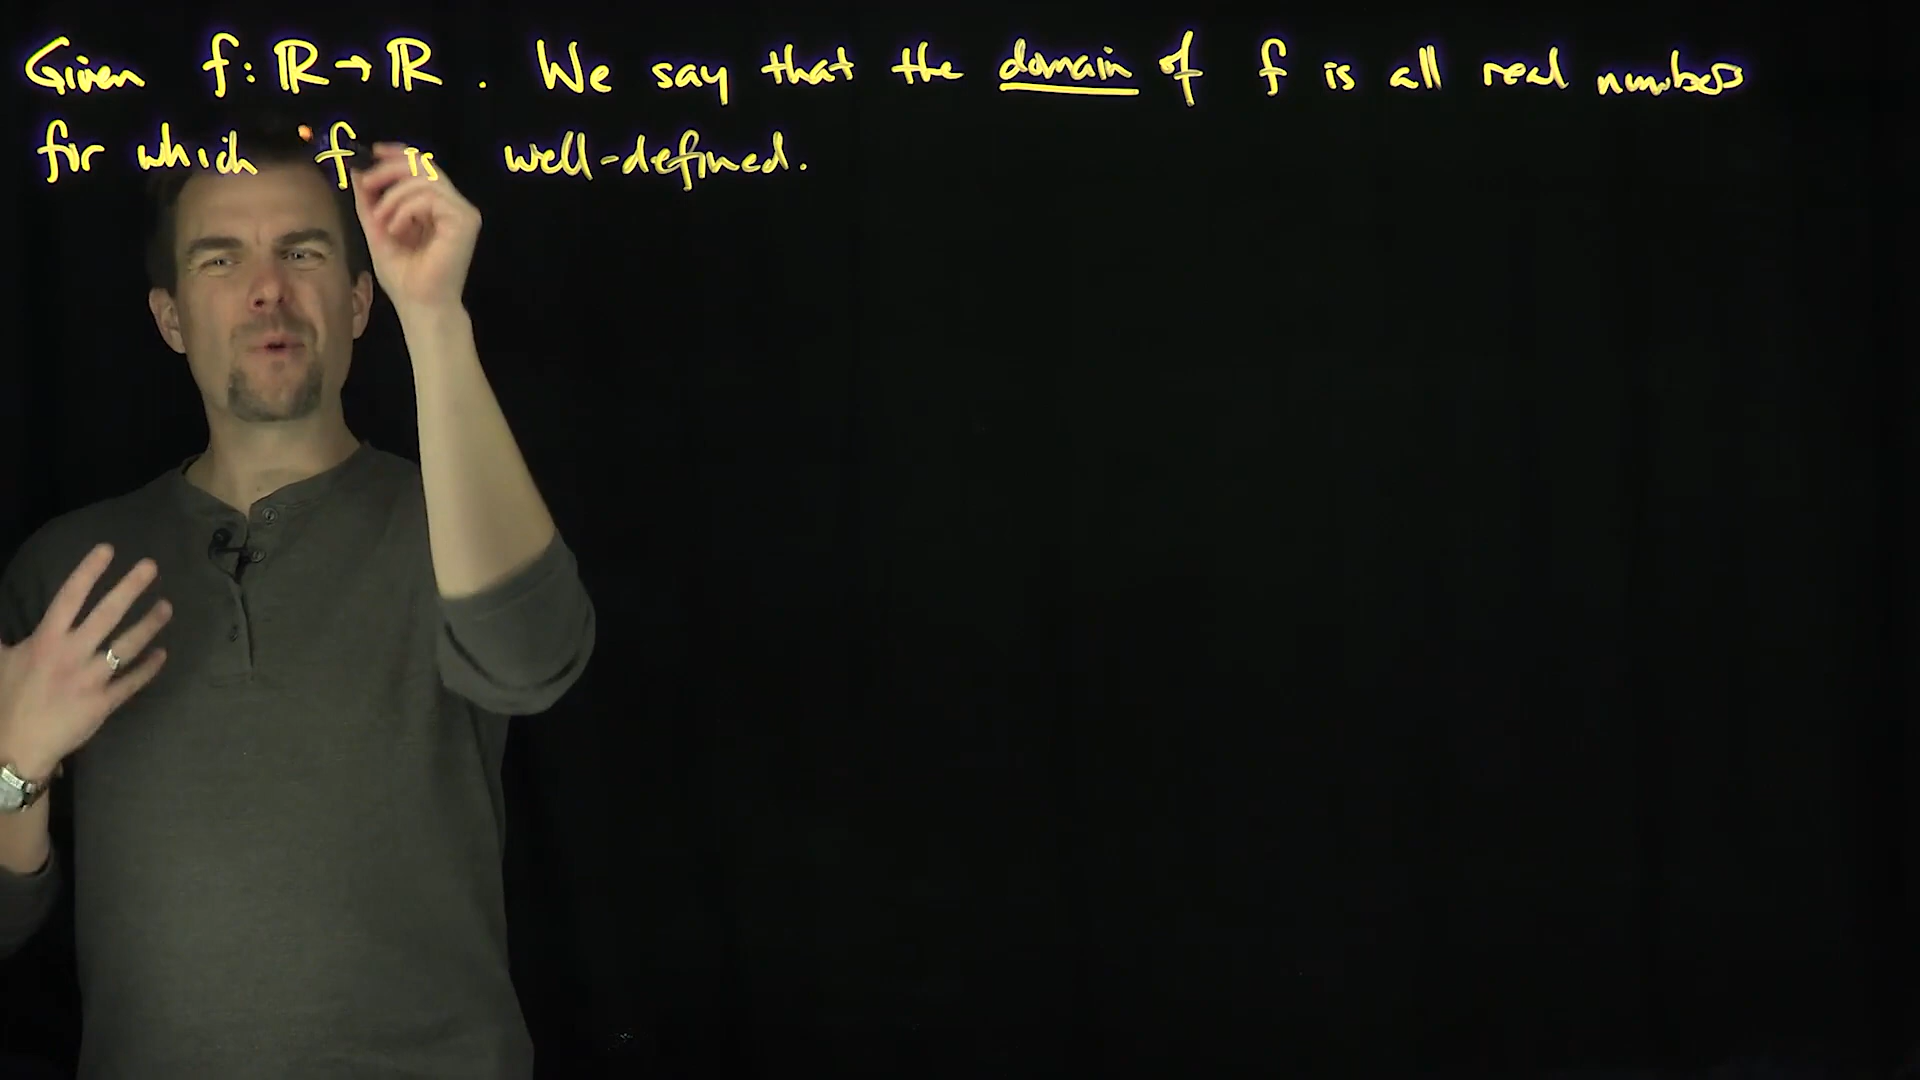 Given f: ℝ → ℝ. We say that the domain of f is all real numbers
for which f is well-defined.